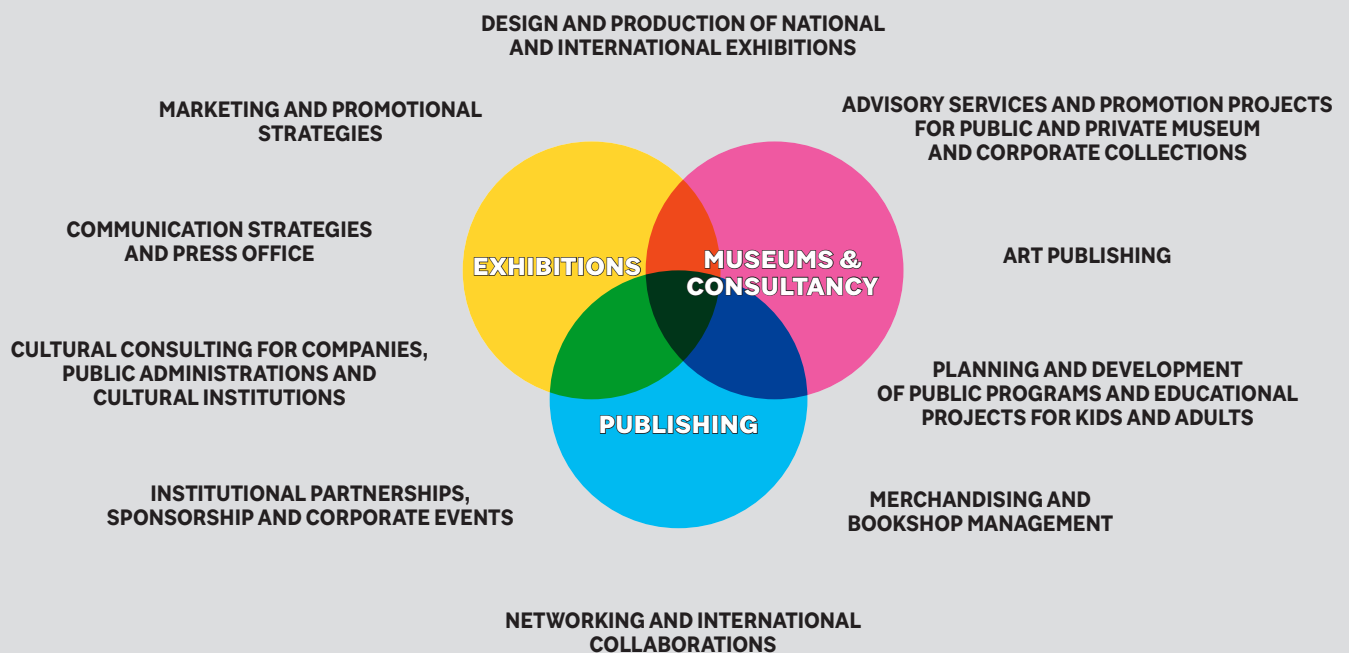 DESIGN AND PRODUCTION OF NATIONAL
AND INTERNATIONAL EXHIBITIONS
MARKETING AND PROMOTIONAL
STRATEGIES
ADVISORY SERVICES AND PROMOTION PROJECTS
FOR PUBLIC AND PRIVATE MUSEUM
AND CORPORATE COLLECTIONS
COMMUNICATION STRATEGIES
AND PRESS OFFICE
EXHIBITIONS
MUSEUMS &
CONSULTANCY
ART PUBLISHING
CULTURAL CONSULTING FOR COMPANIES,
PUBLIC ADMINISTRATIONS AND
CULTURAL INSTITUTIONS
PUBLISHING
PLANNING AND DEVELOPMENT
OF PUBLIC PROGRAMS AND EDUCATIONAL
PROJECTS FOR KIDS AND ADULTS
INSTITUTIONAL PARTNERSHIPS,
SPONSORSHIP AND CORPORATE EVENTS
MERCHANDISING AND
BOOKSHOP MANAGEMENT
NETWORKING AND INTERNATIONAL
COLLABORATIONS